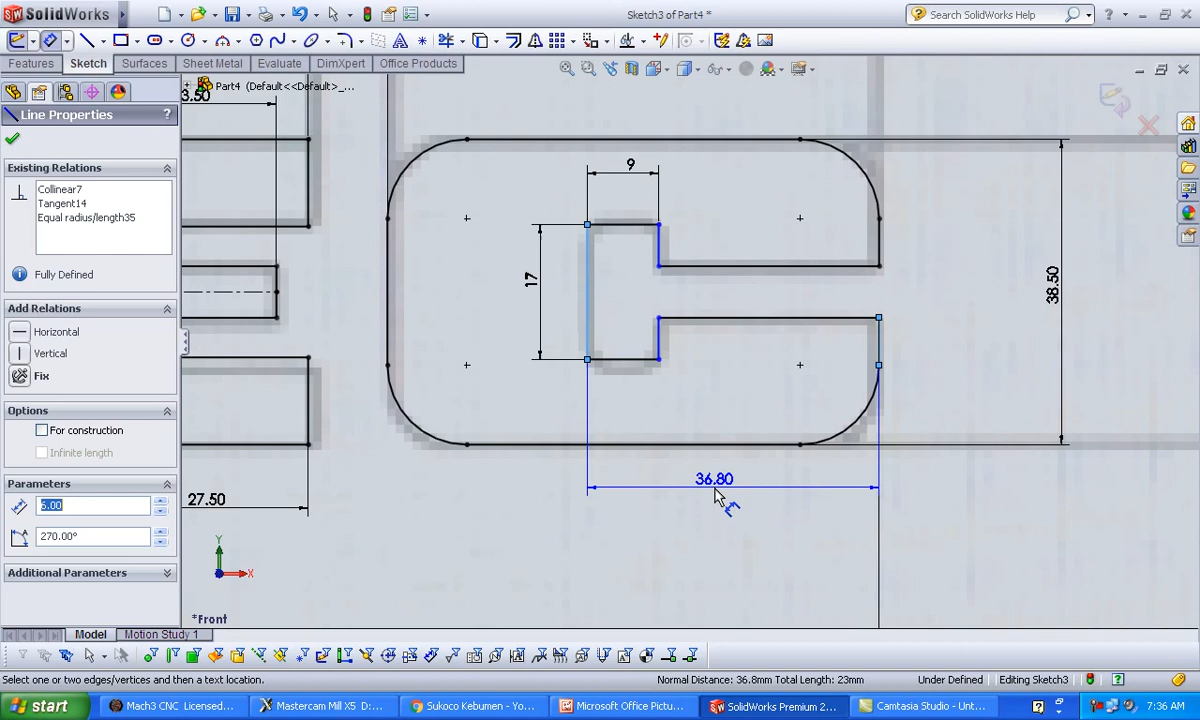 SolidWorks
Sketch3 of Part4 *
Search SolidWorks Help
Features
Sketch
Surfaces
Sheet Metal
Evaluate
DimXpert
Office Products
Part4 (Default<<Default>_...
Line Properties
?
Existing Relations
Collinear7
Tangent14
Equal radius/length35
Fully Defined
Add Relations
Horizontal
Vertical
Fix
Options
For construction
Infinite length
Parameters
6.00
270.00°
Additional Parameters
3.50
9
17
38.50
36.80
27.50
Y
X
*Front
Model
Motion Study 1
Select one or two edges/vertices and then a text location.
Normal Distance: 36.8mm Total Length: 23mm
Under Defined
Editing Sketch3
start
Mach3 CNC Licensed...
Mastercam Mill X5 D:...
Sukoco Kebumen - Yo...
Microsoft Office Pictu...
SolidWorks Premium 2...
Camtasia Studio - Unt...
7:36 AM